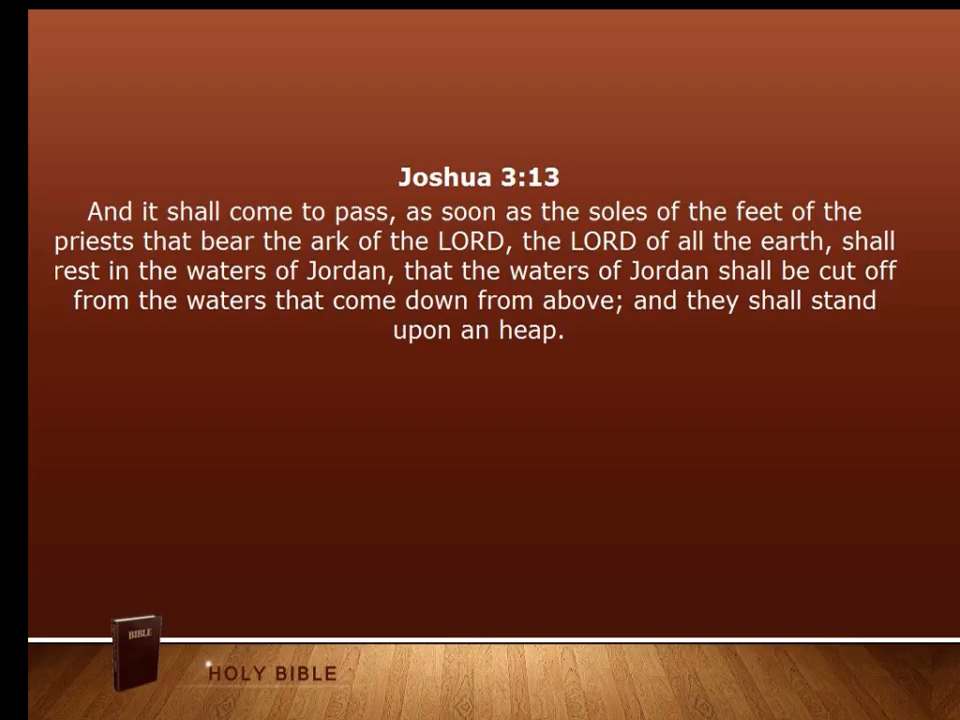 Joshua 3:13
And it shall come to pass, as soon as the soles of the feet of the
priests that bear the ark of the LORD, the LORD of all the earth, shall
rest in the waters of Jordan, that the waters of Jordan shall be cut off
from the waters that come down from above; and they shall stand
upon an heap.
BIBLE
HOLY BIBLE